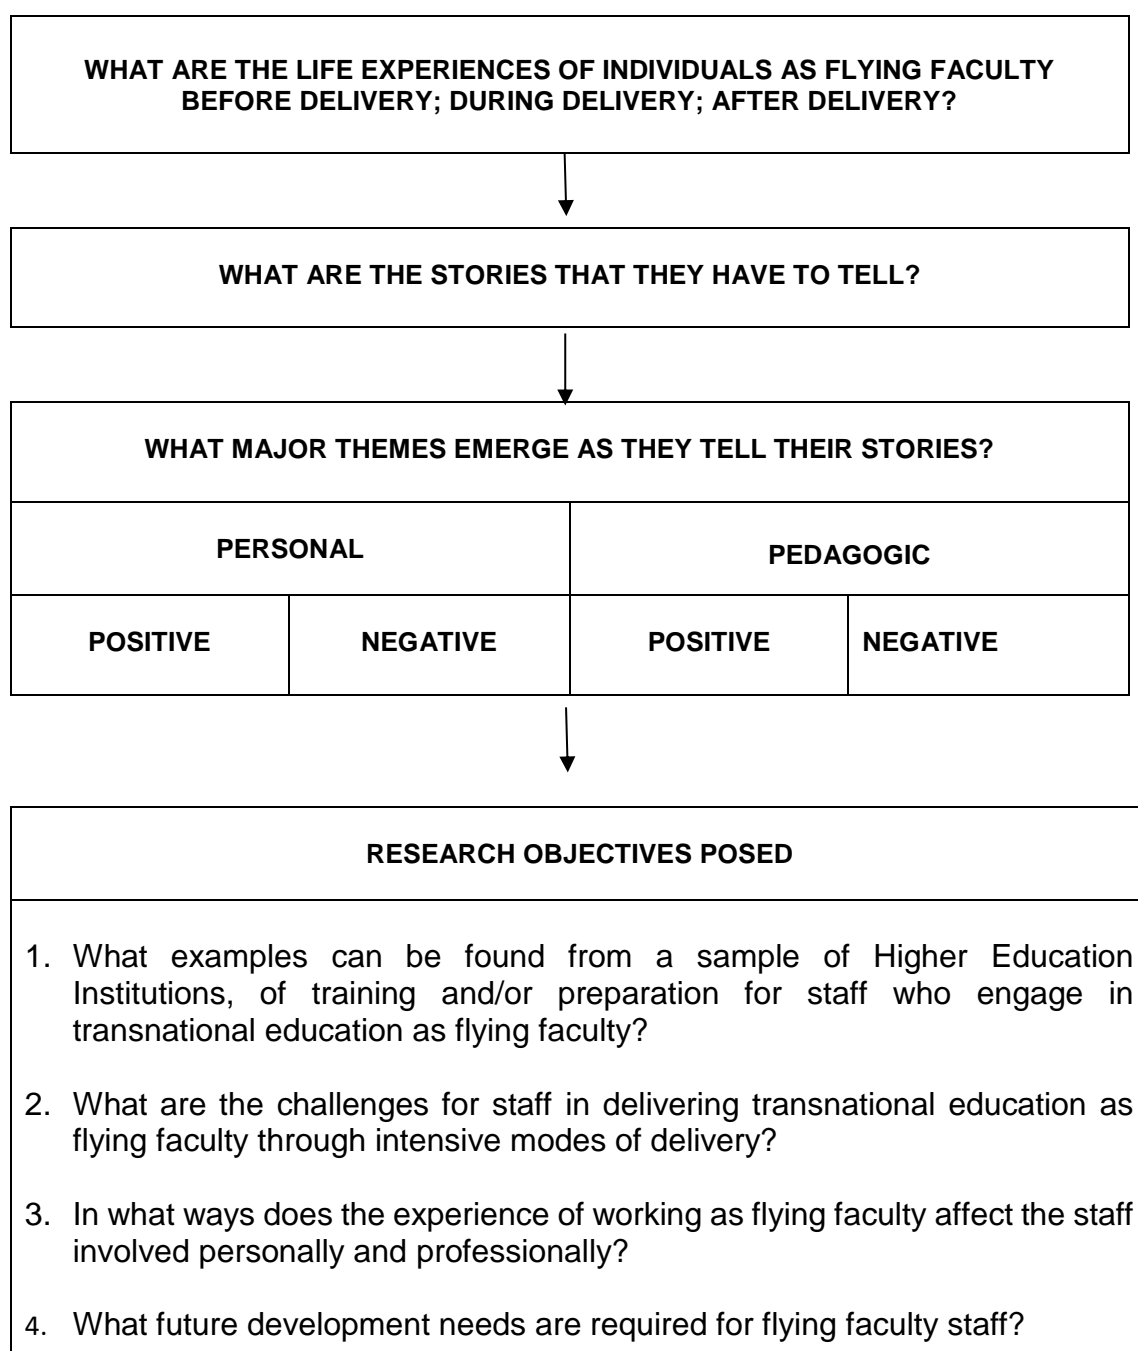 WHAT ARE THE LIFE EXPERIENCES OF INDIVIDUALS AS FLYING FACULTY
BEFORE DELIVERY; DURING DELIVERY; AFTER DELIVERY?
WHAT ARE THE STORIES THAT THEY HAVE TO TELL?
WHAT MAJOR THEMES EMERGE AS THEY TELL THEIR STORIES?
PERSONAL
PEDAGOGIC
POSITIVE
NEGATIVE
POSITIVE
NEGATIVE
RESEARCH OBJECTIVES POSED
1. What examples can be found from a sample of Higher Education
Institutions, of training and/or preparation for staff who engage in
transnational education as flying faculty?
2. What are the challenges for staff in delivering transnational education as
flying faculty through intensive modes of delivery?
3. In what ways does the experience of working as flying faculty affect the staff
involved personally and professionally?
4. What future development needs are required for flying faculty staff?